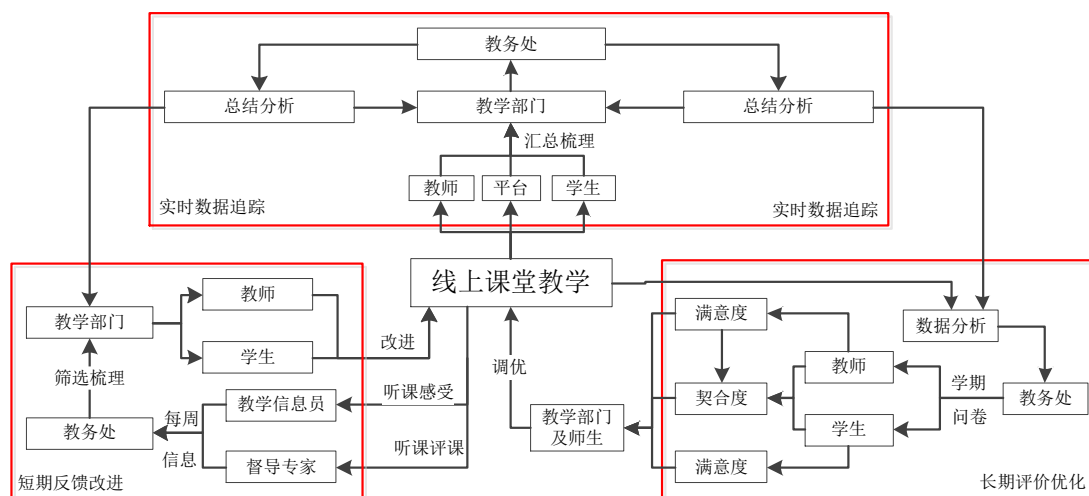 教务处
总结分析
教学部门
总结分析
汇总梳理
教师
平台
学生
实时数据追踪
实时数据追踪
线上课堂教学
教师
教学部门
学生
改进
筛选梳理
教学信息员
听课感受
每周
教务处
信息
督导专家
听课评课
短期反馈改进
调优
教学部门
及师生
满意度
数据分析
教师
学期
契合度
教务处
问卷
学生
满意度
长期评价优化